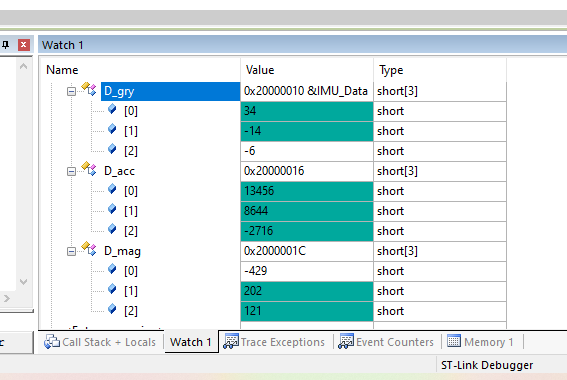 Watch 1
Name Value Type
D_gry 0x20000010 &IMU_Data short[3]
[0] 34 short
[1] -14 short
[2] -6 short
D_acc 0x20000016 short[3]
[0] 13456 short
[1] 8644 short
[2] -2716 short
D_mag 0x2000001C short[3]
[0] -429 short
[1] 202 short
[2] 121 short
Call Stack + Locals Watch 1 Trace Exceptions Event Counters Memory 1
ST-Link Debugger